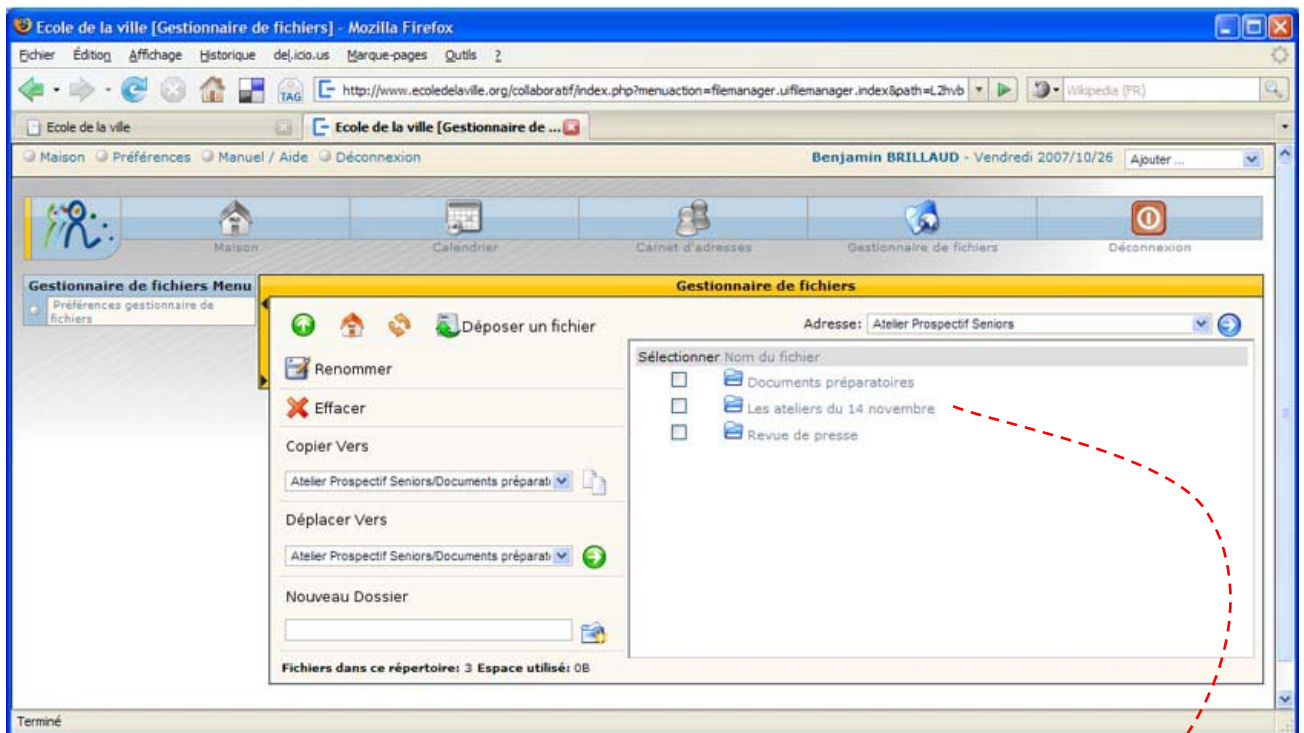 Ecole de la ville [Gestionnaire de fichiers] - Mozilla Firefox
Fichier Édition Affichage Historique del.icio.us Marque-pages Outils ?
TAG http://www.ecoledelaville.org/collaboratif/index.php?menuaction=filemanager.uifilemanager.index&path=L2hvb Wikipedia (FR)
Ecole de la ville Ecole de la ville [Gestionnaire de ...
Maison Préférences Manuel / Aide Déconnexion Benjamin BRILLAUD - Vendredi 2007/10/26 Ajouter ...
Maison Calendrier Carnet d'adresses Gestionnaire de fichiers Déconnexion
Gestionnaire de fichiers Menu
Préférences gestionnaire de
fichiers
Gestionnaire de fichiers
Déposer un fichier
Adresse: Atelier Prospectif Seniors
Renommer
Effacer
Copier Vers
Atelier Prospectif Seniors/Documents préparat
Déplacer Vers
Atelier Prospectif Seniors/Documents préparat
Nouveau Dossier
Fichiers dans ce répertoire: 3 Espace utilisé: 0B
Sélectionner Nom du fichier
Documents préparatoires
Les ateliers du 14 novembre
Revue de presse
Terminé